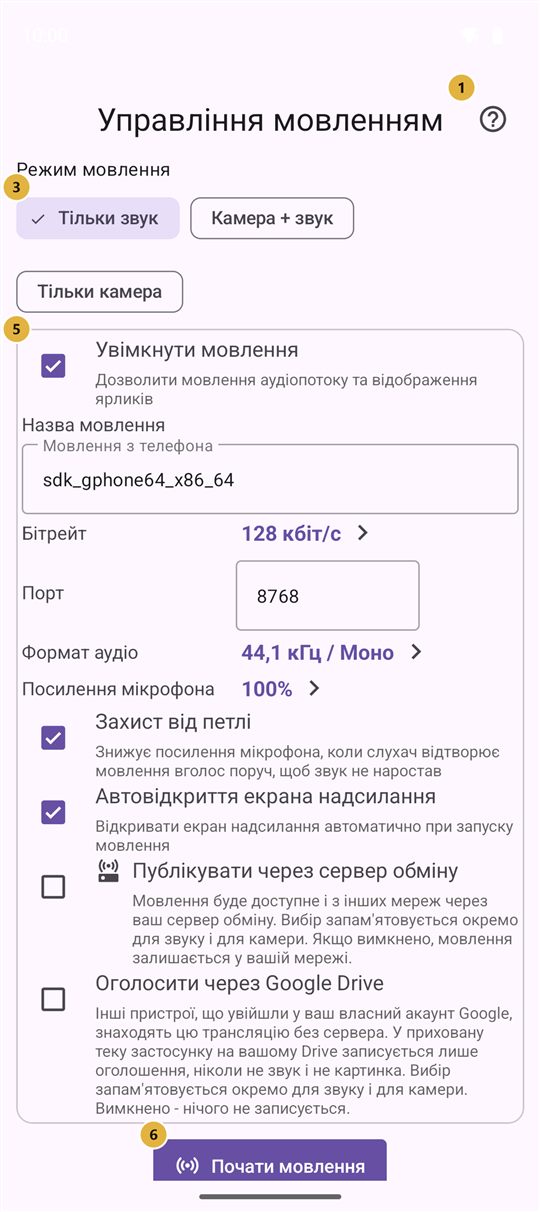 10:00
1
Управління мовленням
Режим мовлення
3
Тільки звук
Камера + звук
Тільки камера
5
Увімкнути мовлення
Дозволити мовлення аудіопотоку та відображення
ярликів
Назва мовлення
Мовлення з телефона
sdk_gphone64_x86_64
Бітрейт
128 кбіт/с
Порт
8768
Формат аудіо
44,1 кГц / Моно
Посилення мікрофона
100%
Захист від петлі
Знижує посилення мікрофона, коли слухач відтворює
мовлення вголос поруч, щоб звук не наростав
Автовідкриття екрана надсилання
Відкривати екран надсилання автоматично при запуску
мовлення
Публікувати через сервер обміну
Мовлення буде доступне і з інших мереж через
ваш сервер обміну. Вибір запам'ятовується окремо
для звуку і для камери. Якщо вимкнено, мовлення
залишається у вашій мережі.
Оголосити через Google Drive
Інші пристрої, що увійшли у ваш власний акаунт Google,
знаходять цю трансляцію без сервера. У приховану
теку застосунку на вашому Drive записується лише
оголошення, ніколи не звук і не картинка. Вибір
запам'ятовується окремо для звуку і для камери.
Вимкнено - нічого не записується.
6
Почати мовлення